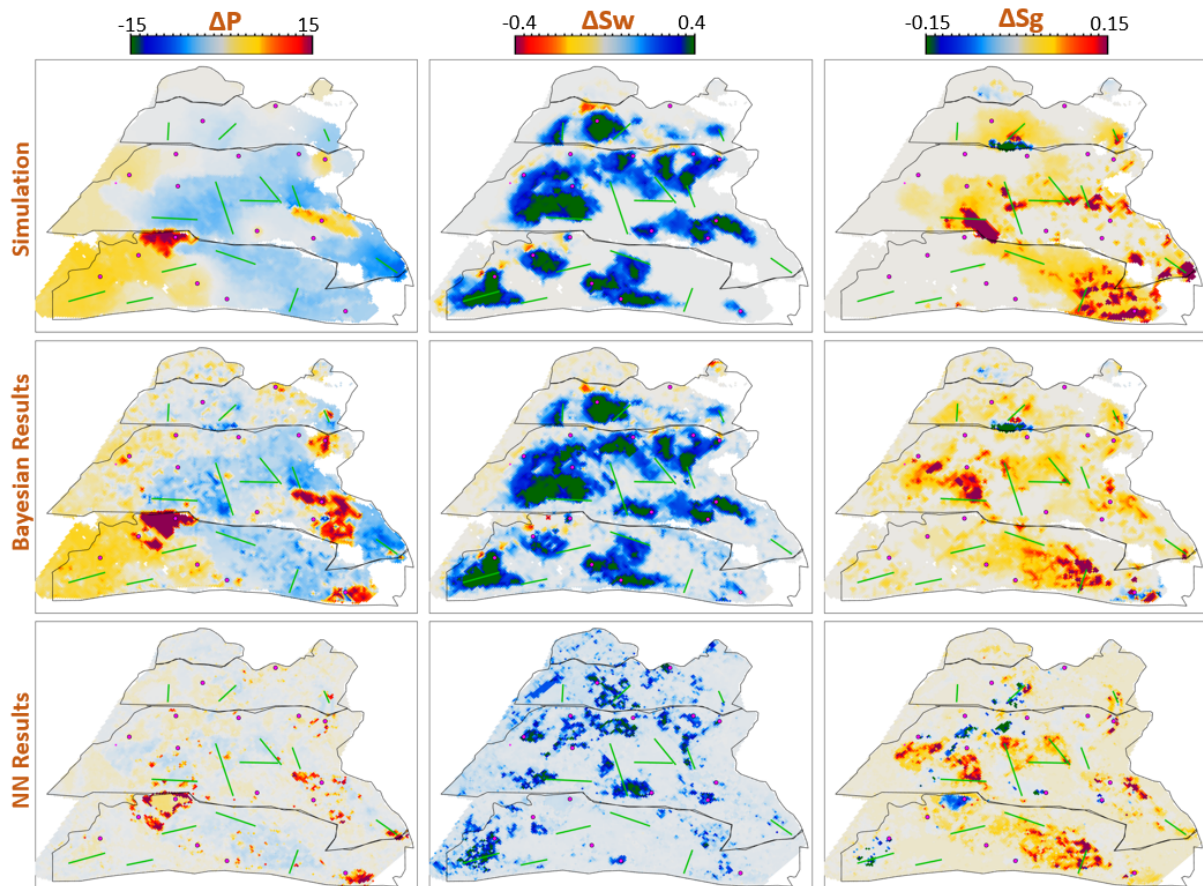 ΔP
-15 15
ΔSw
-0.4 0.4
ΔSg
-0.15 0.15
Simulation
Bayesian Results
NN Results